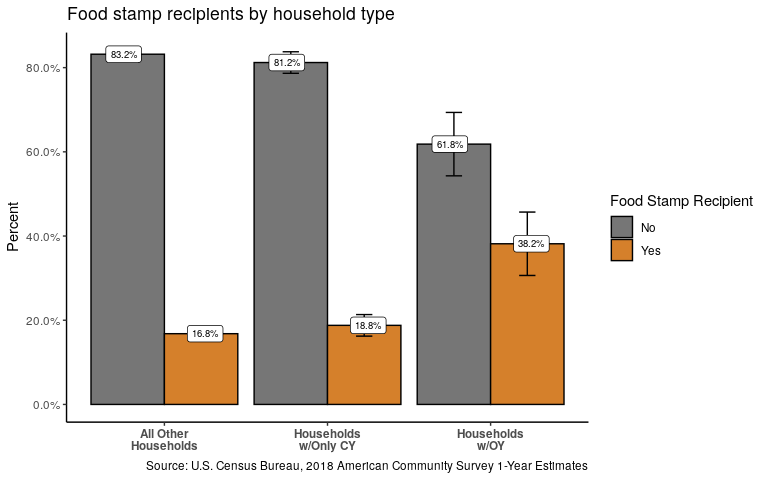 Food stamp recipients by household type
Percent
80.0%
60.0%
40.0%
20.0%
0.0%
83.2%
16.8%
81.2%
18.8%
61.8%
38.2%
All Other
Households
Households
w/Only CY
Households
w/OY
Food Stamp Recipient
No
Yes
Source: U.S. Census Bureau, 2018 American Community Survey 1-Year Estimates